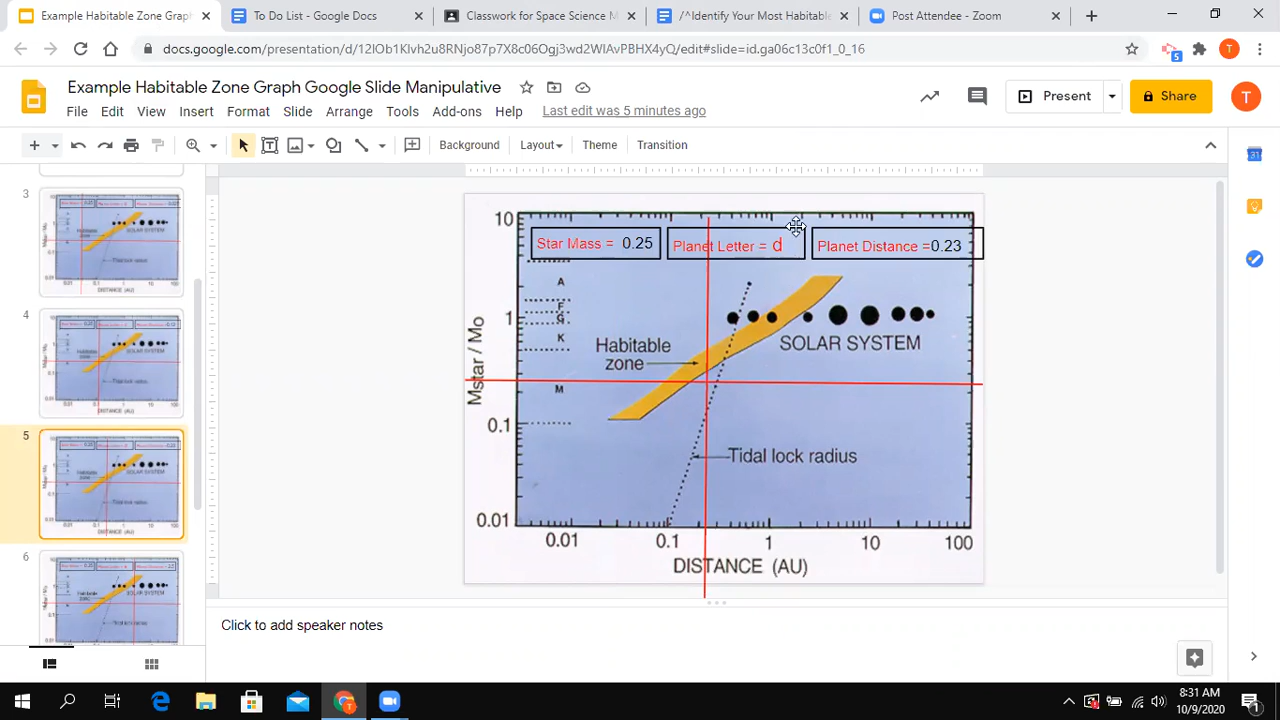 Example Habitable Zone Grap
To Do List - Google Docs
Classwork for Space Science M
/^Identify Your Most Habitable
Post Attendee - Zoom
docs.google.com/presentation/d/12lOb1Klvh2u8RNjo87p7X8c06Ogj3wd2WlAvPBHX4yQ/edit#slide=id.ga06c13c0f1_0_16
5
T
Example Habitable Zone Graph Google Slide Manipulative
File Edit View Insert Format Slide Arrange Tools Add-ons Help Last edit was 5 minutes ago
Present
Share
T
Background Layout Theme Transition
31
3
4
5
6
10
Star Mass = 0.25
Planet Letter = d
Planet Distance =0.23
A
F
G
K
M
1
0.1
0.01
Mstar / Mo
Habitable
zone
SOLAR SYSTEM
Tidal lock radius
0.01 0.1 1 10 100
DISTANCE (AU)
Click to add speaker notes
8:31 AM
10/9/2020
1